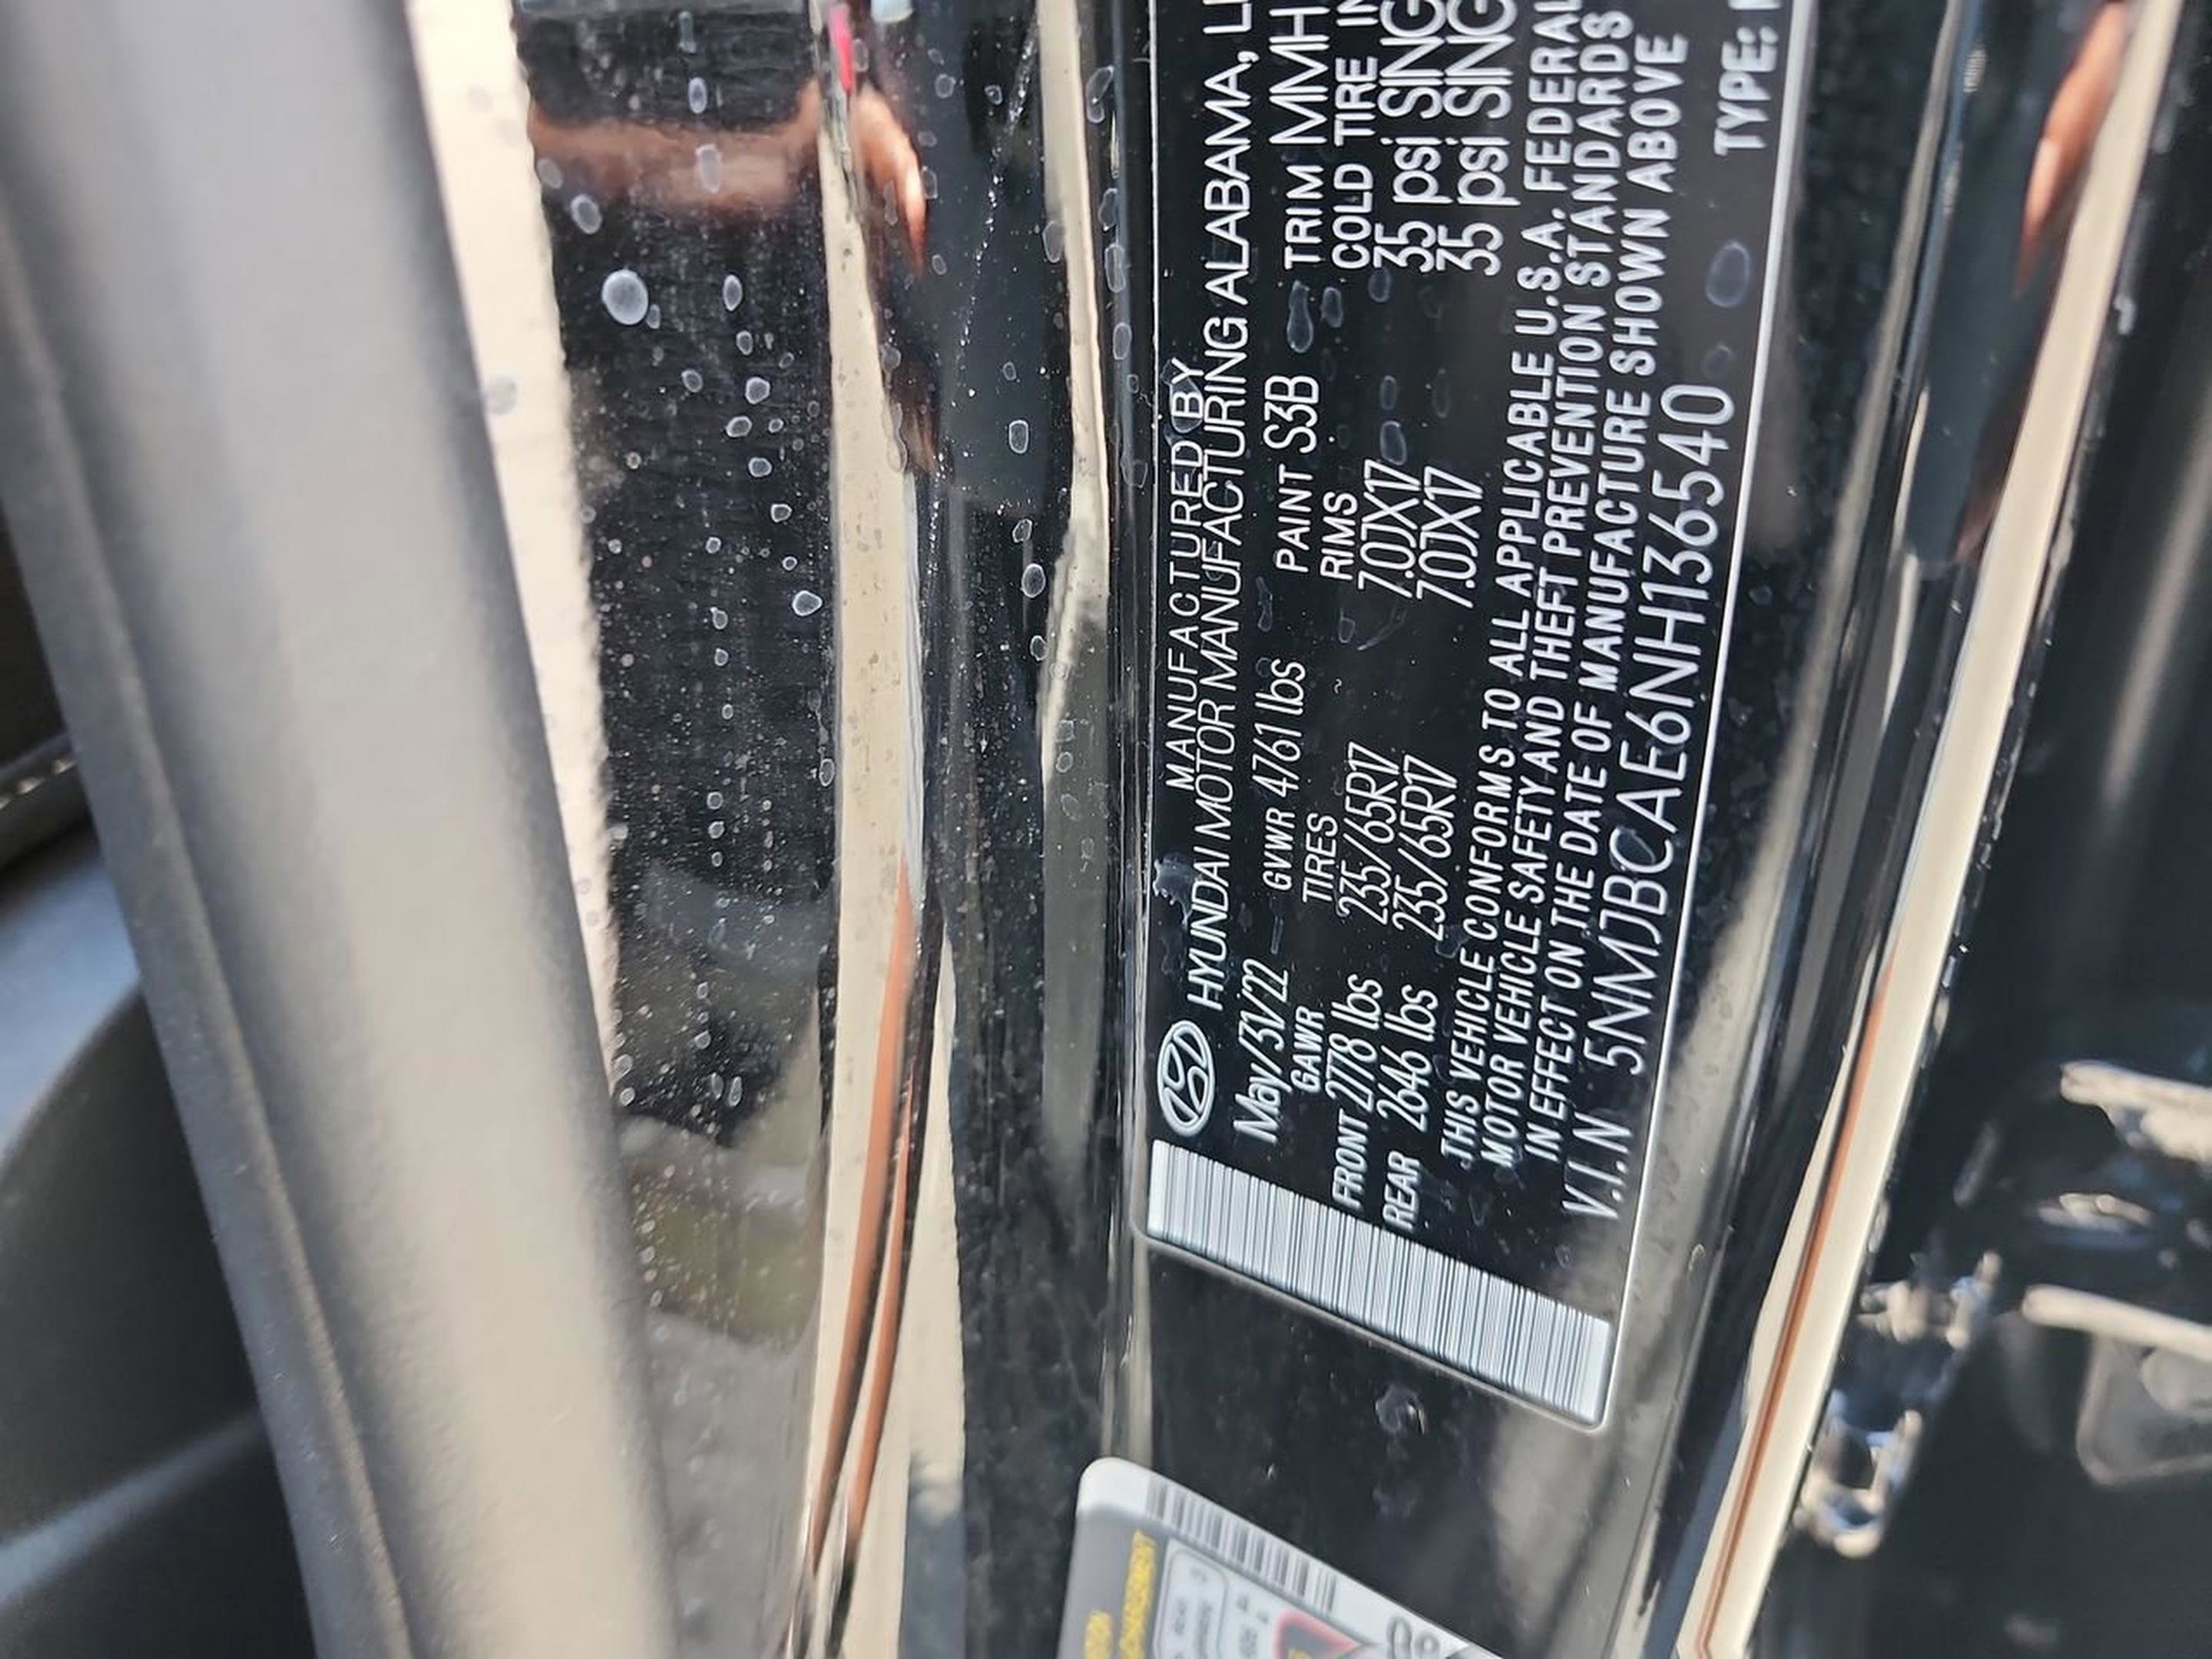 MANUFACTURED BY
HYUNDAI MOTOR MANUFACTURING ALABAMA,
May/31/22 GVWR 4761 lbs PAINT S3B TRIM MMH
GAWR TIRES RIMS COLD TIRE
FRONT 2778 lbs 235/65R17 7.0JX17 35 psi
REAR 2646 lbs 235/65R17 7.0JX17 35 psi
THIS VEHICLE CONFORMS TO ALL APPLICABLE U.S.A. FEDERAL
MOTOR VEHICLE SAFETY AND THEFT PREVENTION STANDARDS
IN EFFECT ON THE DATE OF MANUFACTURE SHOWN ABOVE
V.I.N 5NMJBCAE6NH136540 TYPE: